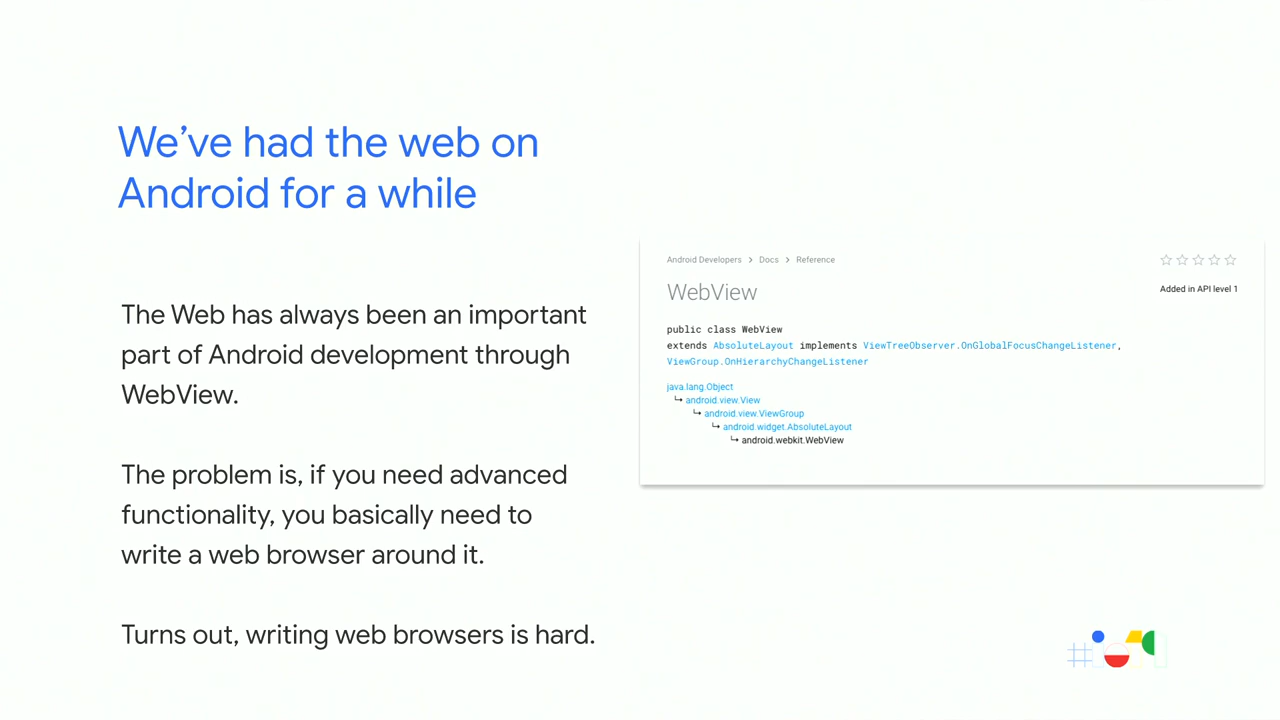 We've had the web on
Android for a while
The Web has always been an important
part of Android development through
WebView.
The problem is, if you need advanced
functionality, you basically need to
write a web browser around it.
Turns out, writing web browsers is hard.
Android Developers > Docs > Reference
WebView
Added in API level 1
public class WebView
extends AbsoluteLayout implements ViewTreeObserver.OnGlobalFocusChangeListener,
ViewGroup.OnHierarchyChangeListener
java.lang.Object
↳ android.view.View
↳ android.view.ViewGroup
↳ android.widget.AbsoluteLayout
↳ android.webkit.WebView